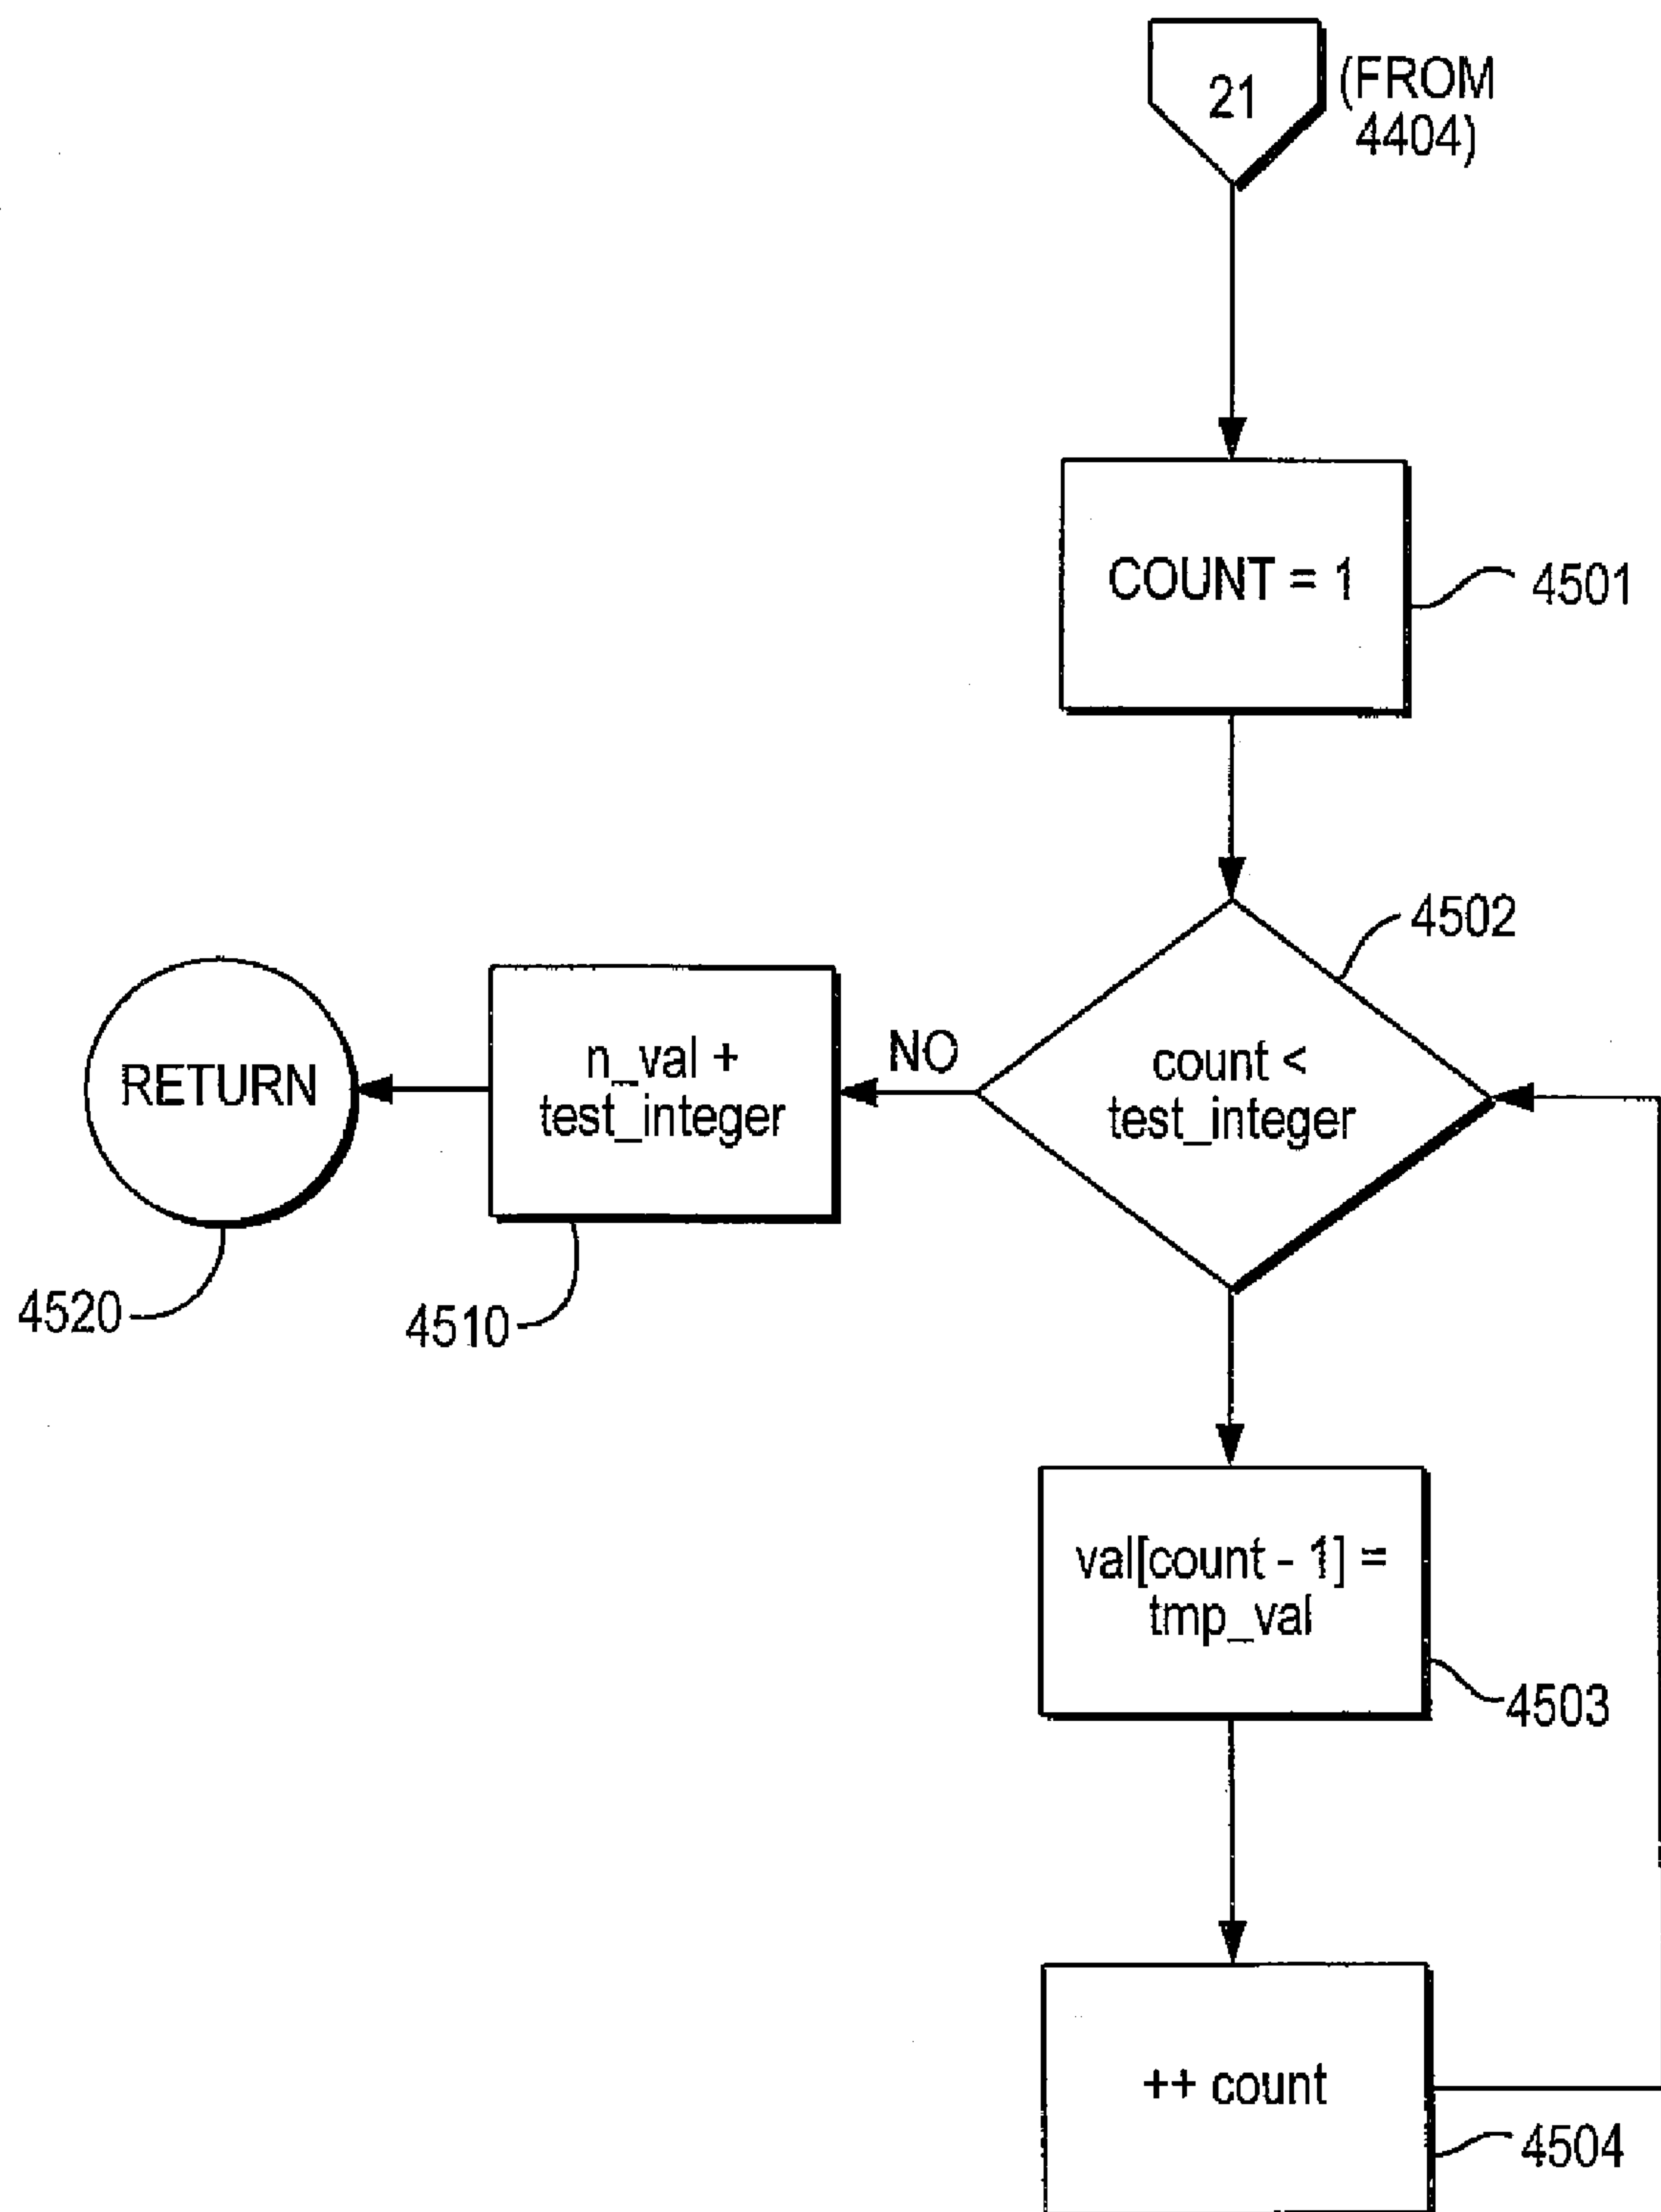 21
(FROM
4404)
COUNT = 1
4501
4502
count <
test_integer
NO
n_val +
test_integer
RETURN
4520
4510
val[count - 1] =
tmp_val
4503
++ count
4504